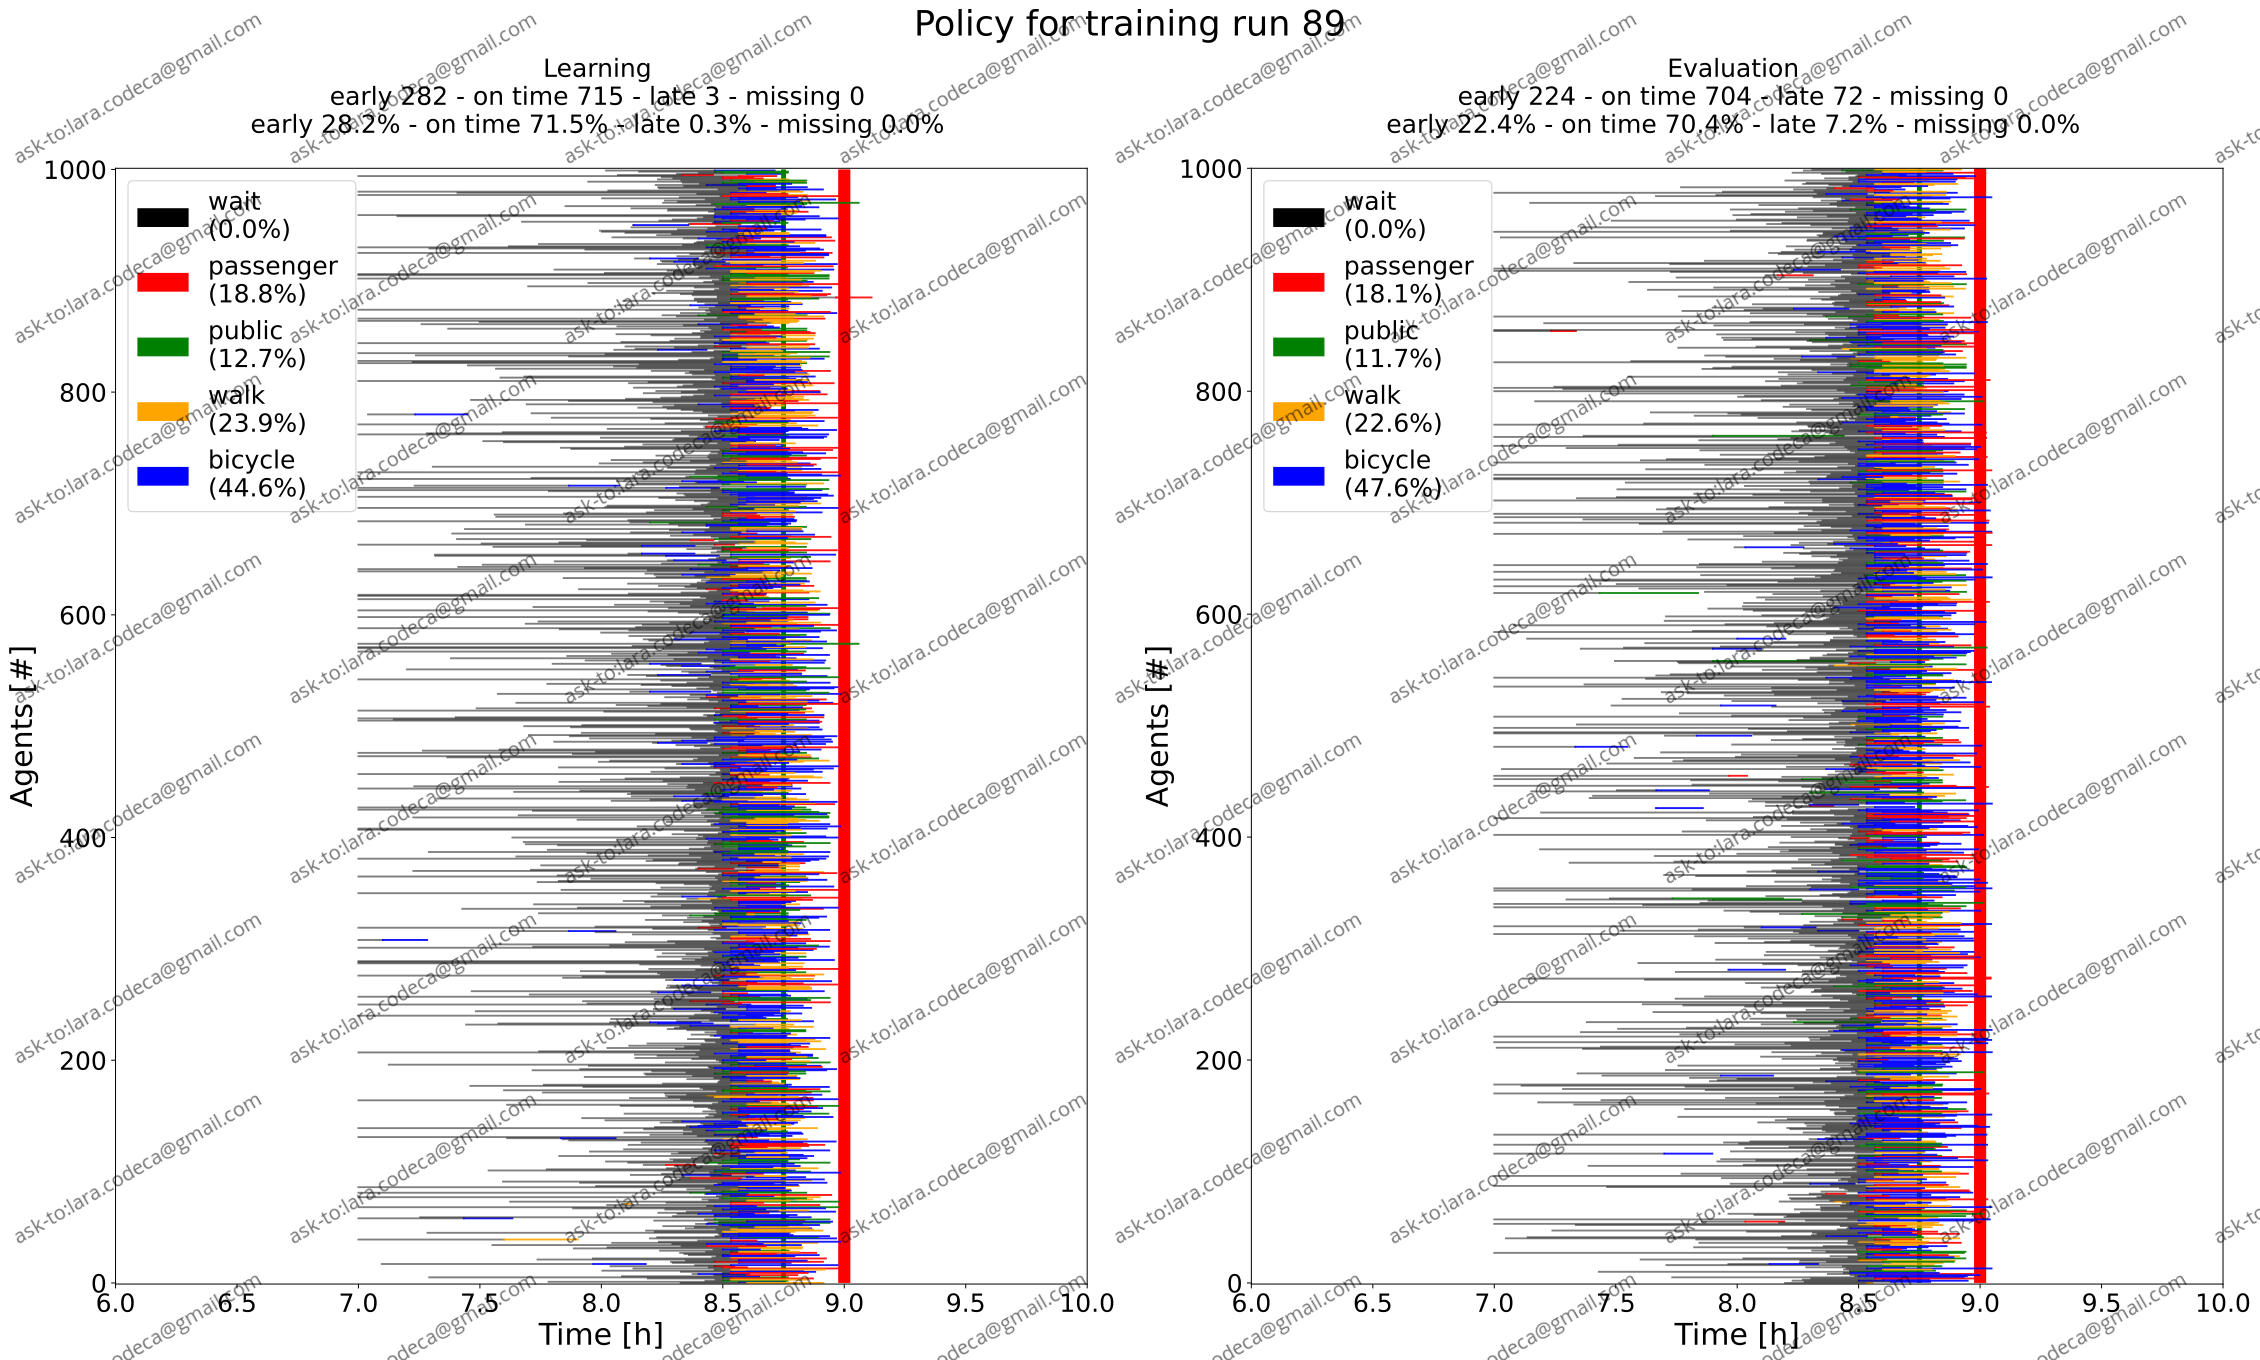 Policy for training run 89
Learning
early 282 - on time 715 - late 3 - missing 0
early 28.2% - on time 71.5% - late 0.3% - missing 0.0%
Evaluation
early 224 - on time 704 - late 72 - missing 0
early 22.4% - on time 70.4% - late 7.2% - missing 0.0%
Agents [#]
1000
800
600
400
200
0
wait
(0.0%)
passenger
(18.8%)
public
(12.7%)
walk
(23.9%)
bicycle
(44.6%)
6.0 6.5 7.0 7.5 8.0 8.5 9.0 9.5 10.0
Time [h]
Agents [#]
1000
800
600
400
200
0
wait
(0.0%)
passenger
(18.1%)
public
(11.7%)
walk
(22.6%)
bicycle
(47.6%)
6.0 6.5 7.0 7.5 8.0 8.5 9.0 9.5 10.0
Time [h]
ask-to:lara.codeca@gmail.com